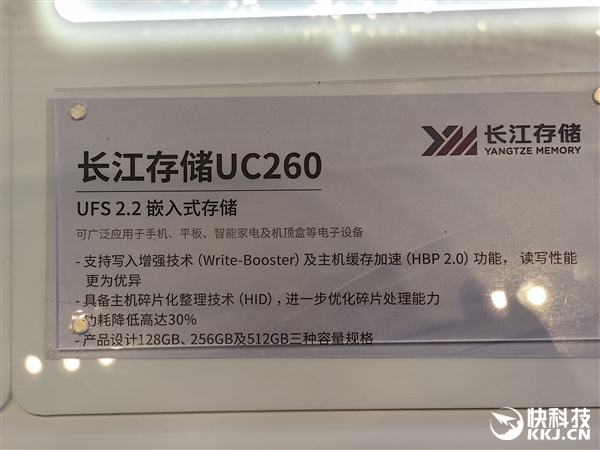 长江存储
YANGTZE MEMORY
长江存储UC260
UFS 2.2 嵌入式存储
可广泛应用于手机、平板、智能家电及机顶盒等电子设备
- 支持写入增强技术（Write-Booster）及主机缓存加速（HBP 2.0）功能， 读写性能
更为优异
- 具备主机碎片化整理技术（HID），进一步优化碎片处理能力
功耗降低高达30%
- 产品设计128GB、256GB及512GB三种容量规格
快科技
KKJ.CN